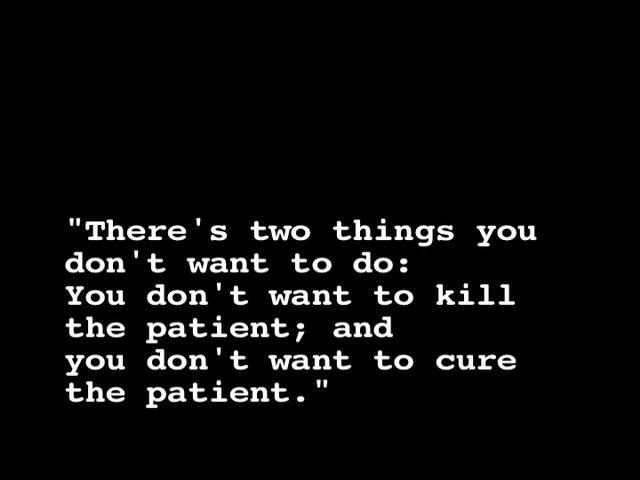 "There's two things you
don't want to do:
You don't want to kill
the patient; and
you don't want to cure
the patient."